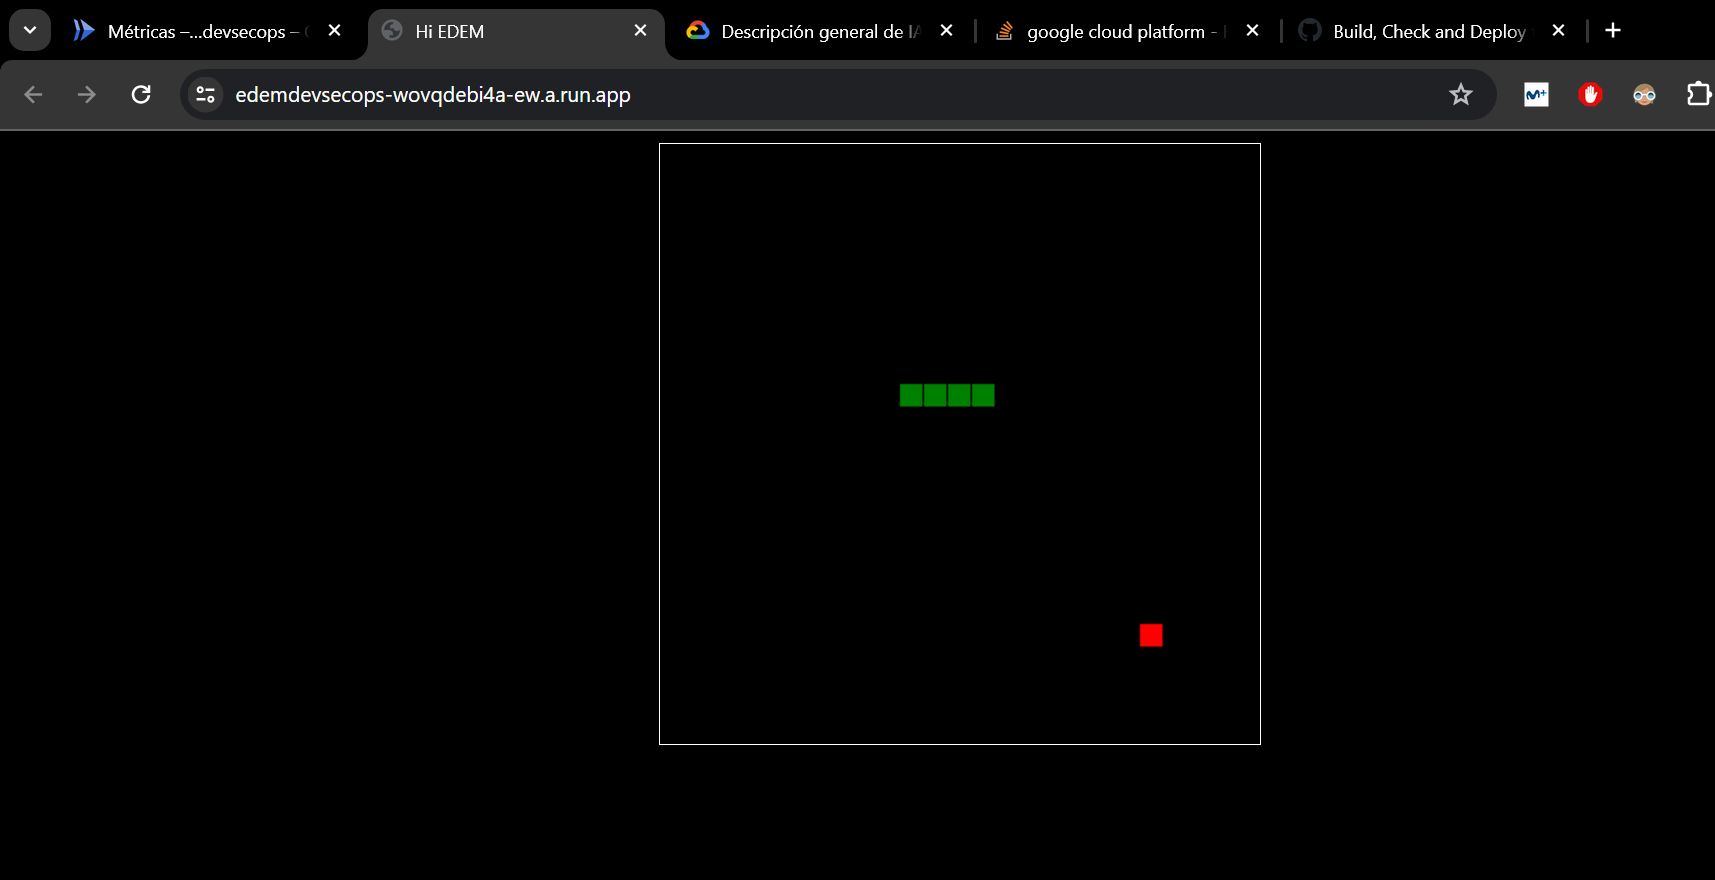 Métricas –...devsecops –
Hi EDEM
Descripción general de IA
google cloud platform -
Build, Check and Deploy
edemdevsecops-wovqdebi4a-ew.a.run.app